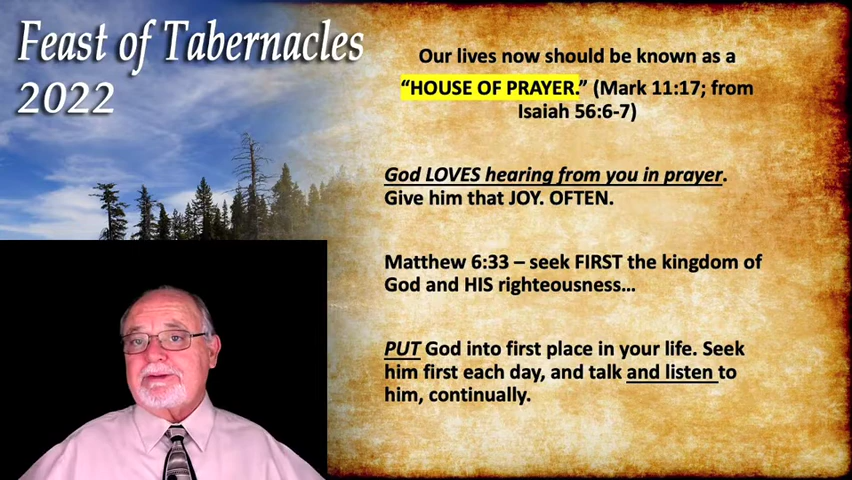 Feast of Tabernacles
2022
Our lives now should be known as a
“HOUSE OF PRAYER.” (Mark 11:17; from
Isaiah 56:6-7)
God LOVES hearing from you in prayer.
Give him that JOY. OFTEN.
Matthew 6:33 – seek FIRST the kingdom of
God and HIS righteousness…
PUT God into first place in your life. Seek
him first each day, and talk and listen to
him, continually.